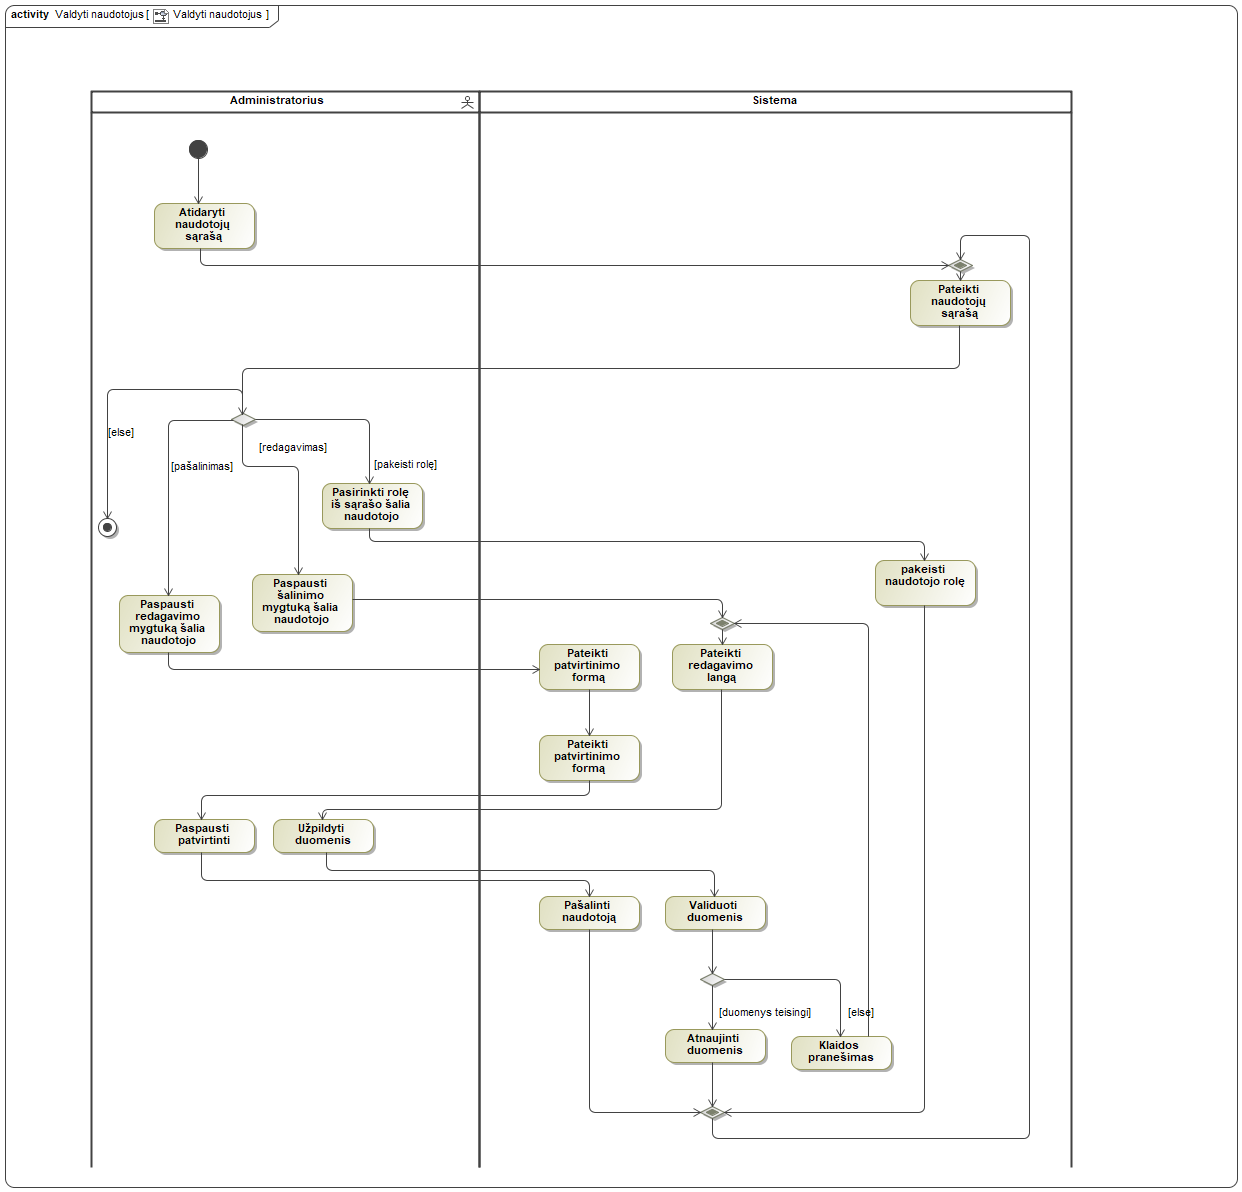 activity Valdyti naudotojus [ Valdyti naudotojus ]
Administratorius
Sistema
Atidaryti
naudotojų
sąrašą
Pateikti
naudotojų
sąrašą
[else]
[pašalinimas]
[redagavimas]
[pakeisti rolę]
Pasirinkti rolę
iš sąrašo šalia
naudotojo
pakeisti
naudotojo rolę
Paspausti
šalinimo
mygtuką šalia
naudotojo
Paspausti
redagavimo
mygtuką šalia
naudotojo
Pateikti
patvirtinimo
formą
Pateikti
redagavimo
langą
Pateikti
patvirtinimo
formą
Paspausti
patvirtinti
Užpildyti
duomenis
Pašalinti
naudotoją
Validuoti
duomenis
[duomenys teisingi]
[else]
Atnaujinti
duomenis
Klaidos
pranešimas